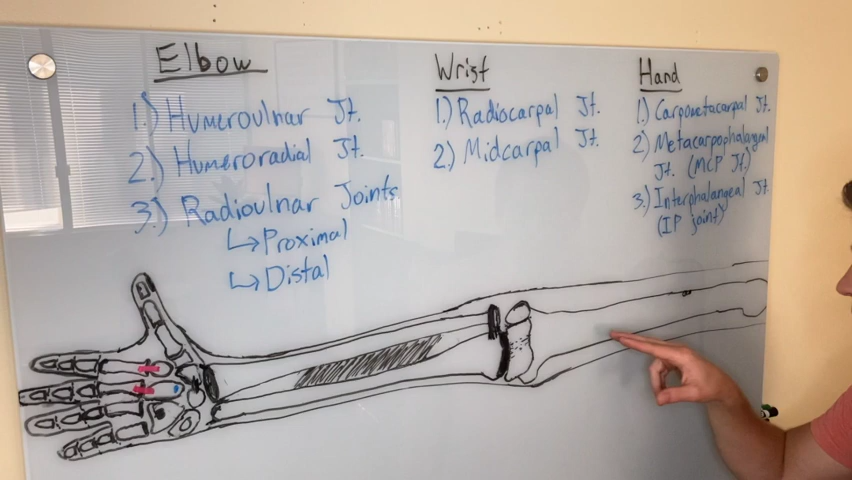 Elbow
1.) Humeroulnar Jt.
2.) Humeroradial Jt.
3.) Radioulnar Joints
↳ Proximal
↳ Distal
Wrist
1.) Radiocarpal Jt.
2.) Midcarpal Jt.
Hand
1.) Carpometacarpal Jt.
2.) Metacarpophalangeal
Jt. (MCP Jt.)
3.) Interphalangeal Jt.
(IP joint)